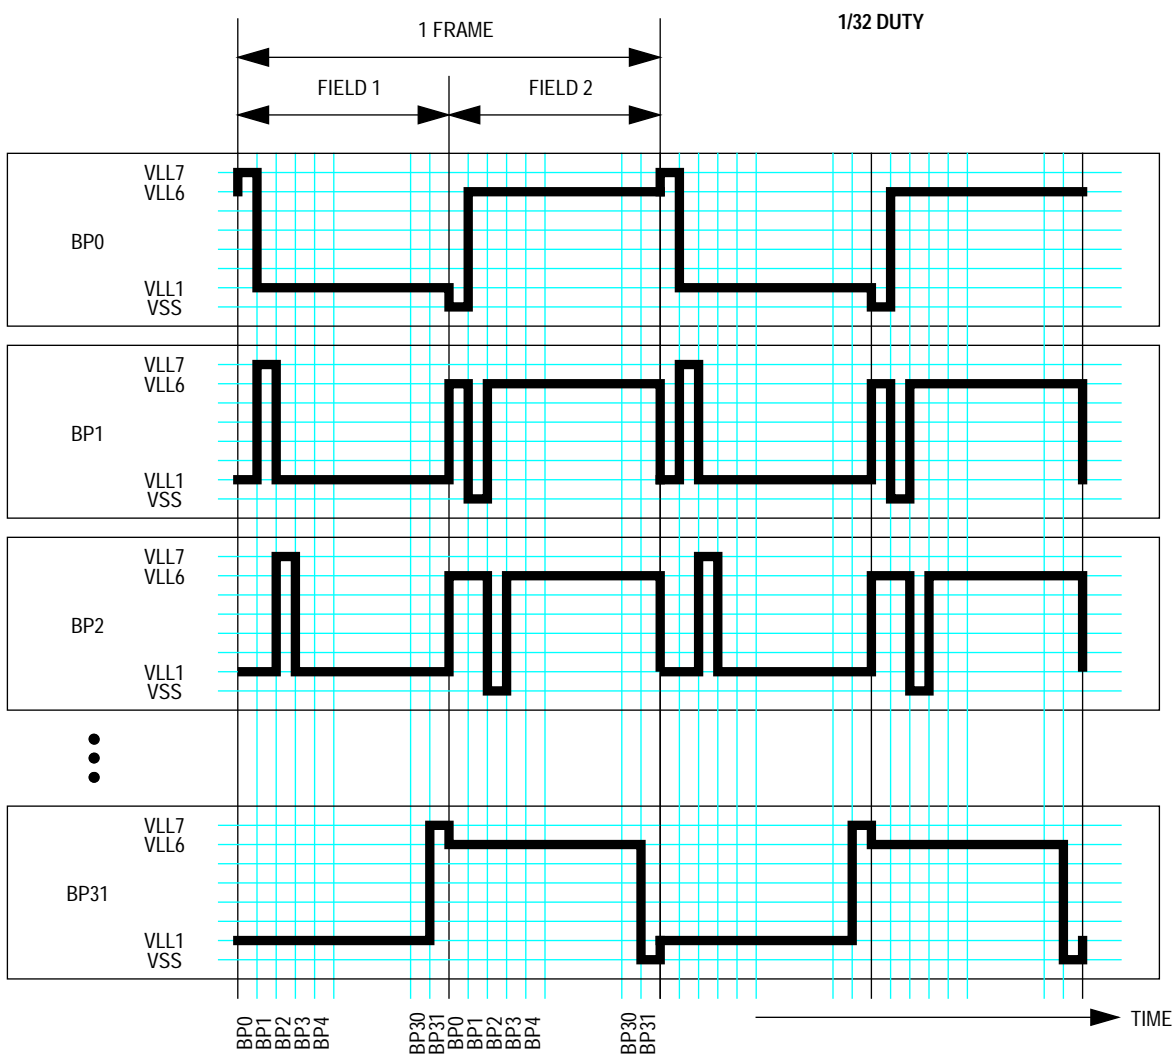 1/32 DUTY
1 FRAME
FIELD 1
FIELD 2
VLL7
VLL6
BP0
VLL1
VSS
VLL7
VLL6
BP1
VLL1
VSS
VLL7
VLL6
BP2
VLL1
VSS
VLL7
VLL6
BP31
VLL1
VSS
BP0
BP1
BP2
BP3
BP4
BP30
BP31
BP0
BP1
BP2
BP3
BP4
BP30
BP31
TIME